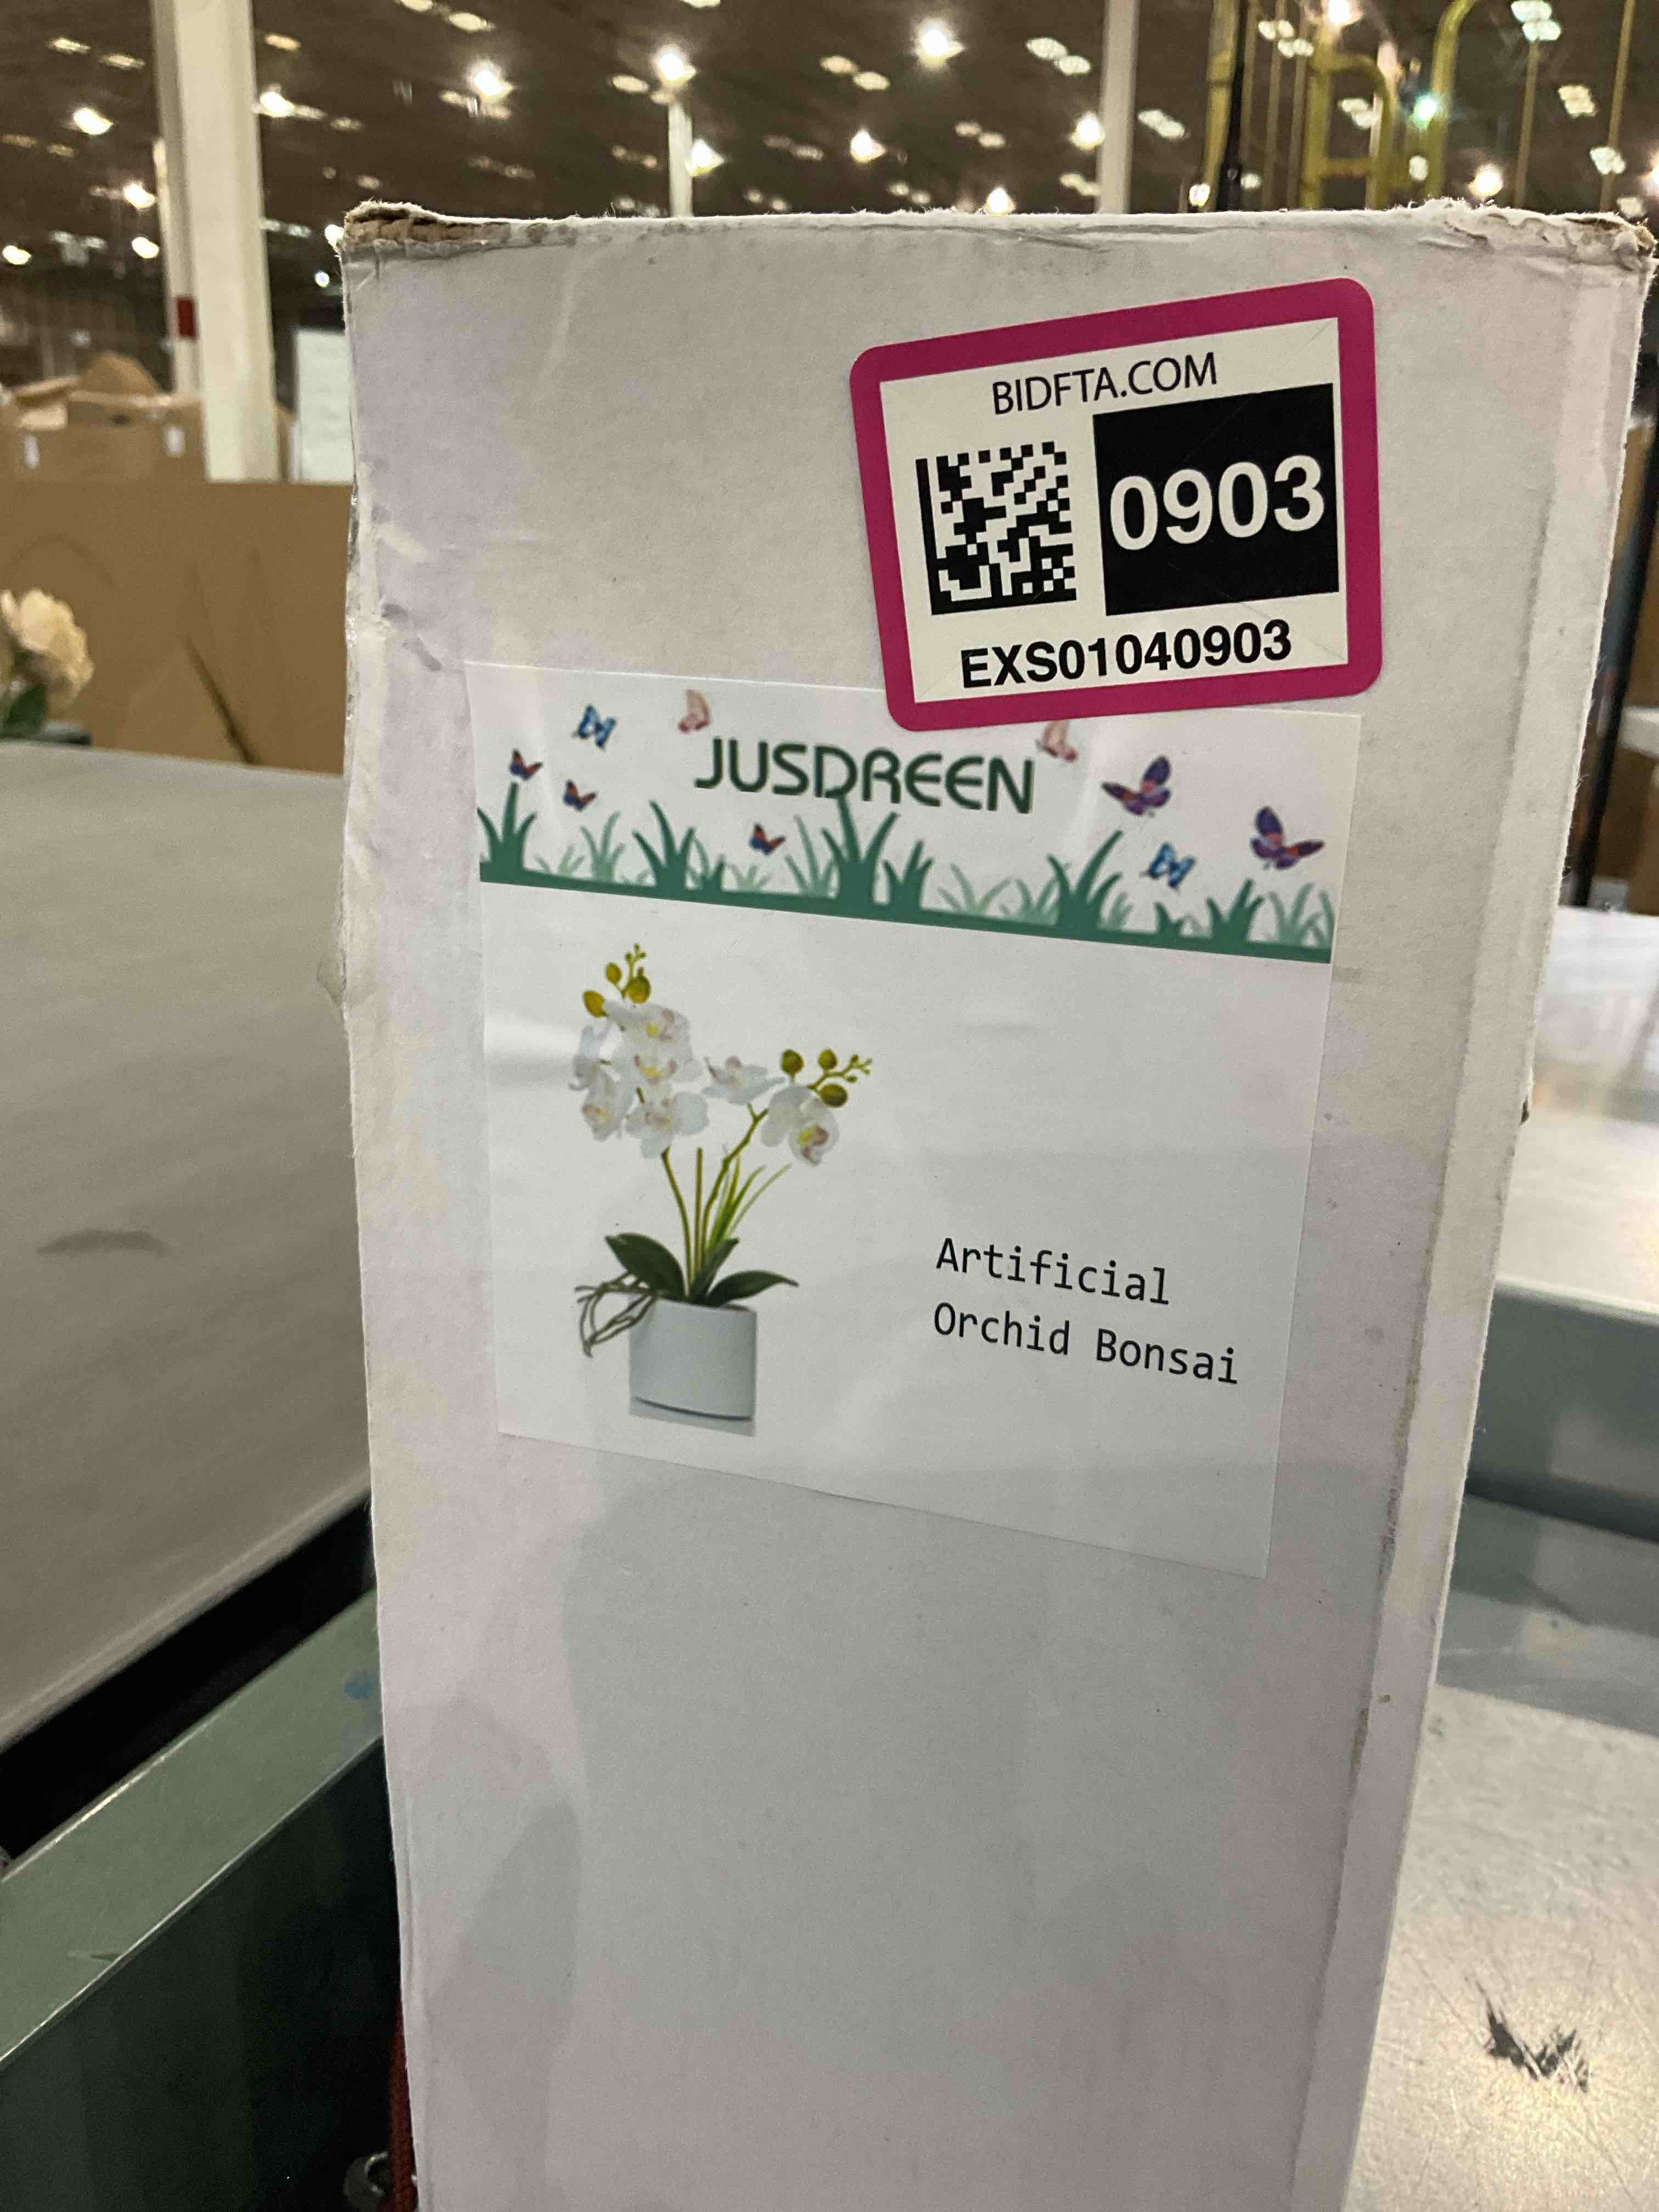 BIDFTA.COM
0903
EXS01040903
JUSDREEN
Artificial
Orchid Bonsai